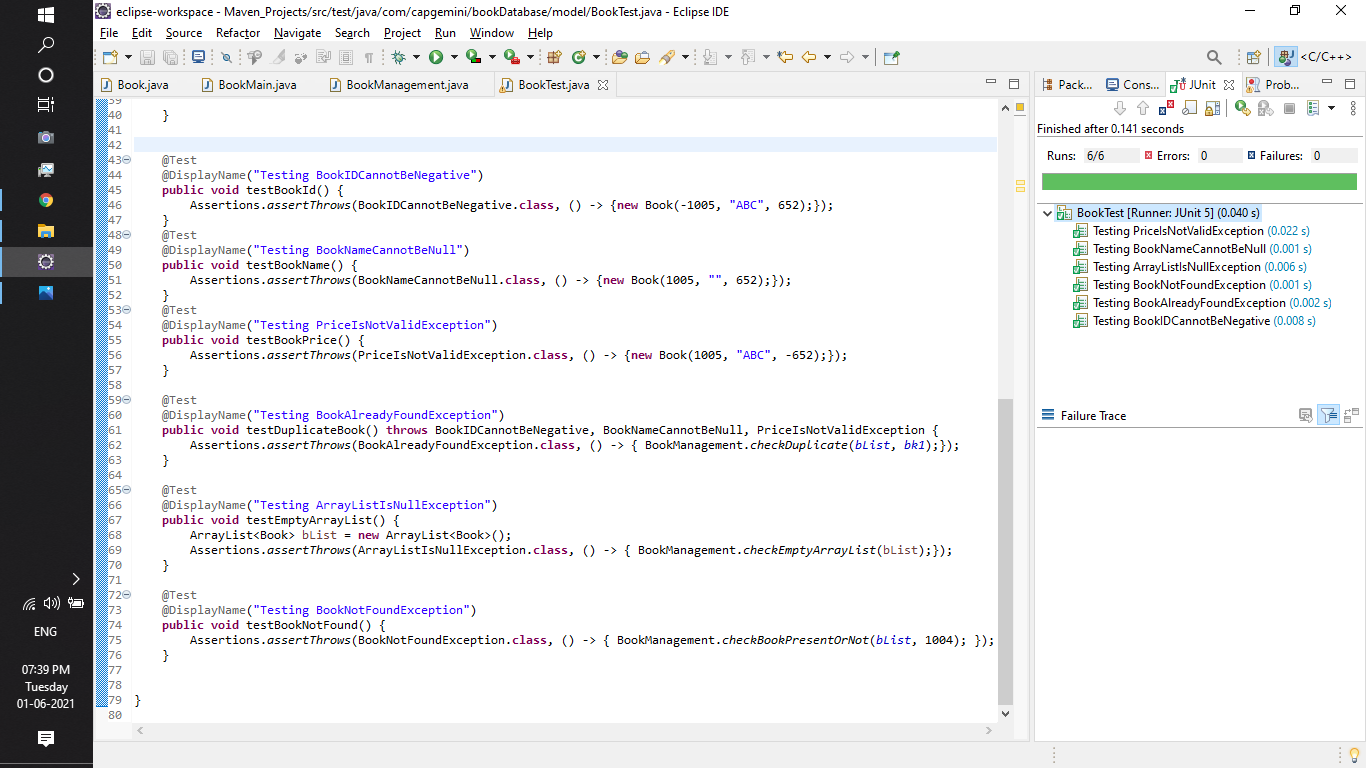 eclipse-workspace - Maven_Projects/src/test/java/com/capgemini/bookDatabase/model/BookTest.java - Eclipse IDE
File Edit Source Refactor Navigate Search Project Run Window Help
<C/C++>
Book.java BookMain.java BookManagement.java BookTest.java
39
40 }
41
42
43 @Test
44 @DisplayName("Testing BookIDCannotBeNegative")
45 public void testBookId() {
46 Assertions.assertThrows(BookIDCannotBeNegative.class, () -> {new Book(-1005, "ABC", 652);});
47 }
48 @Test
49 @DisplayName("Testing BookNameCannotBeNull")
50 public void testBookName() {
51 Assertions.assertThrows(BookNameCannotBeNull.class, () -> {new Book(1005, "", 652);});
52 }
53 @Test
54 @DisplayName("Testing PriceIsNotValidException")
55 public void testBookPrice() {
56 Assertions.assertThrows(PriceIsNotValidException.class, () -> {new Book(1005, "ABC", -652);});
57 }
58
59 @Test
60 @DisplayName("Testing BookAlreadyFoundException")
61 public void testDuplicateBook() throws BookIDCannotBeNegative, BookNameCannotBeNull, PriceIsNotValidException {
62 Assertions.assertThrows(BookAlreadyFoundException.class, () -> { BookManagement.checkDuplicate(bList, bk1);});
63 }
64
65 @Test
66 @DisplayName("Testing ArrayListIsNullException")
67 public void testEmptyArrayList() {
68 ArrayList<Book> bList = new ArrayList<Book>();
69 Assertions.assertThrows(ArrayListIsNullException.class, () -> { BookManagement.checkEmptyArrayList(bList);});
70 }
71
72 @Test
73 @DisplayName("Testing BookNotFoundException")
74 public void testBookNotFound() {
75 Assertions.assertThrows(BookNotFoundException.class, () -> { BookManagement.checkBookPresentOrNot(bList, 1004); });
76 }
77
78
79 }
80
Pack... Cons... JUnit Prob...
Finished after 0.141 seconds
Runs: 6/6 Errors: 0 Failures: 0
BookTest [Runner: JUnit 5] (0.040 s)
Testing PriceIsNotValidException (0.022 s)
Testing BookNameCannotBeNull (0.001 s)
Testing ArrayListIsNullException (0.006 s)
Testing BookNotFoundException (0.001 s)
Testing BookAlreadyFoundException (0.002 s)
Testing BookIDCannotBeNegative (0.008 s)
Failure Trace
ENG
07:39 PM
Tuesday
01-06-2021